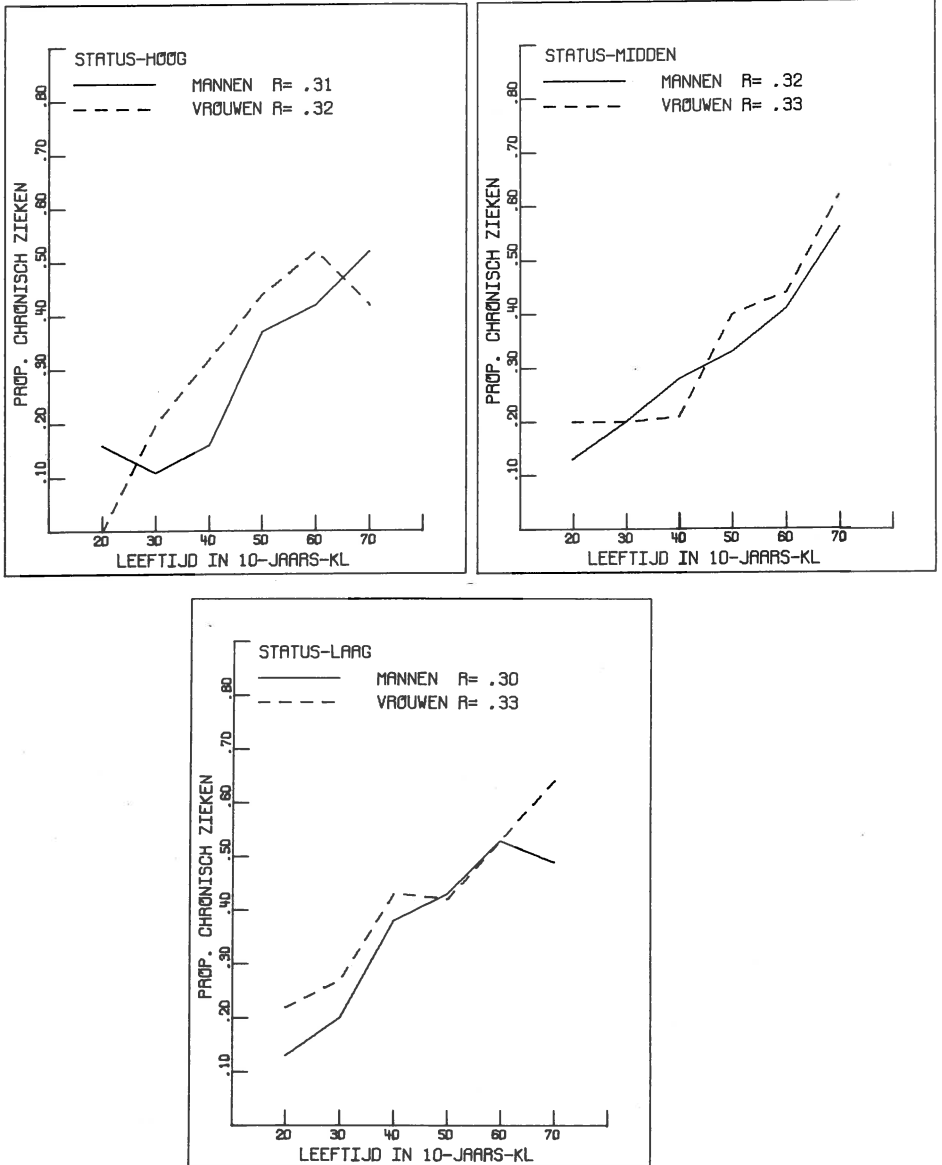 STATUS-HOOG
MANNEN R= .31
VROUWEN R= .32
PROP. CHRONISCH ZIEKEN
.80
.70
.60
.50
.40
.30
.20
.10
20 30 40 50 60 70
LEEFTIJD IN 10-JAARS-KL
STATUS-MIDDEN
MANNEN R= .32
VROUWEN R= .33
PROP. CHRONISCH ZIEKEN
.80
.70
.60
.50
.40
.30
.20
.10
20 30 40 50 60 70
LEEFTIJD IN 10-JAARS-KL
STATUS-LAAG
MANNEN R= .30
VROUWEN R= .33
PROP. CHRONISCH ZIEKEN
.80
.70
.60
.50
.40
.30
.20
.10
20 30 40 50 60 70
LEEFTIJD IN 10-JAARS-KL